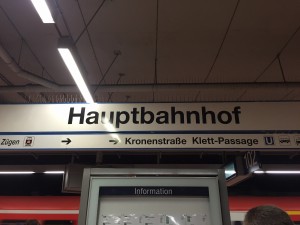 Hauptbahnhof
Zügen → → Kronenstraße Klett-Passage U
Information